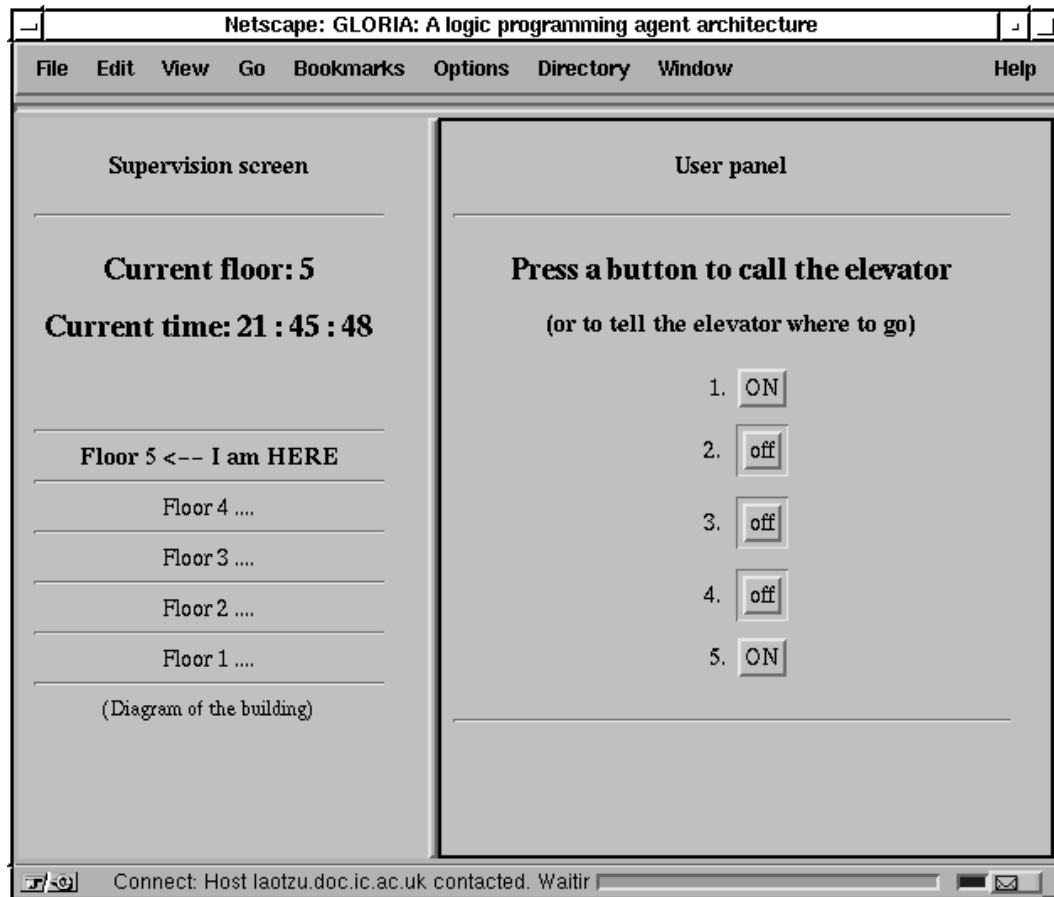 Netscape: GLORIA: A logic programming agent architecture
File Edit View Go Bookmarks Options Directory Window Help
Supervision screen
Current floor: 5
Current time: 21 : 45 : 48
Floor 5 <-- I am HERE
Floor 4 ....
Floor 3 ....
Floor 2 ....
Floor 1 ....
(Diagram of the building)
User panel
Press a button to call the elevator
(or to tell the elevator where to go)
1. ON
2. off
3. off
4. off
5. ON
Connect: Host laotzu.doc.ic.ac.uk contacted. Waitir